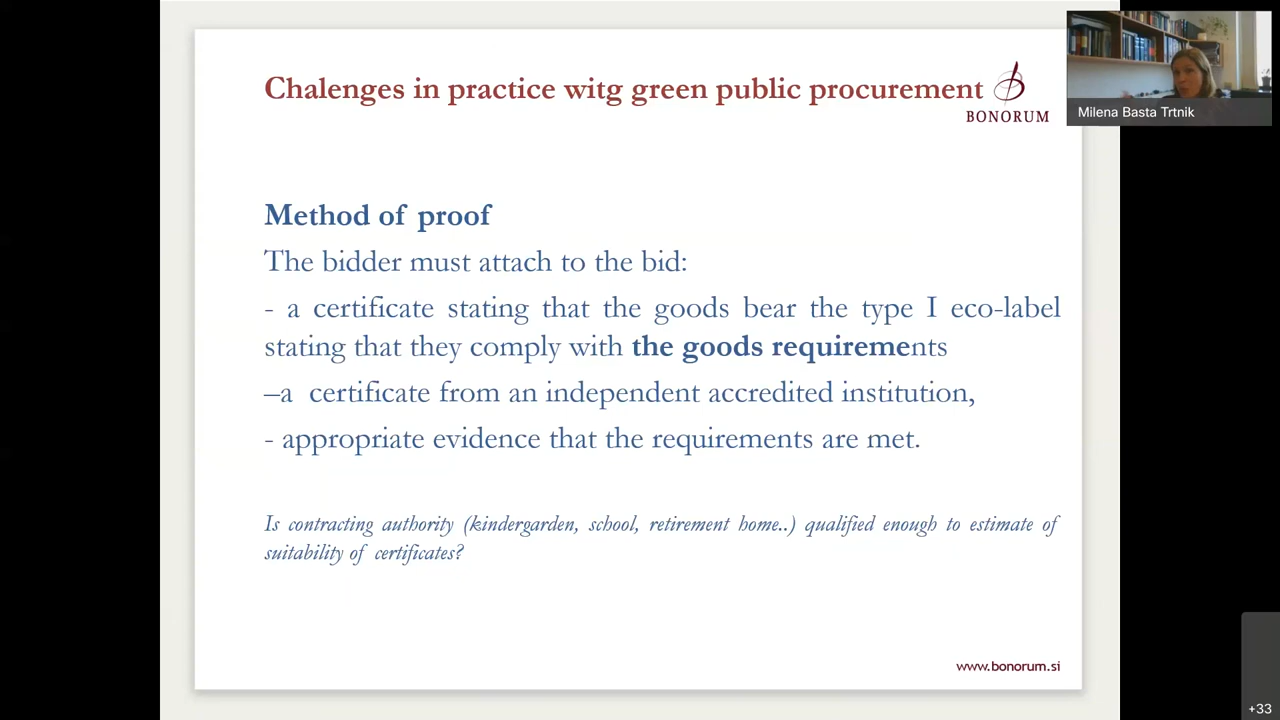 Chalenges in practice witg green public procurement
BONORUM
Milena Basta Trtnik
Method of proof
The bidder must attach to the bid:
- a certificate stating that the goods bear the type I eco-label
stating that they comply with the goods requirements
–a certificate from an independent accredited institution,
- appropriate evidence that the requirements are met.
Is contracting authority (kindergarden, school, retirement home..) qualified enough to estimate of
suitability of certificates?
www.bonorum.si
+33